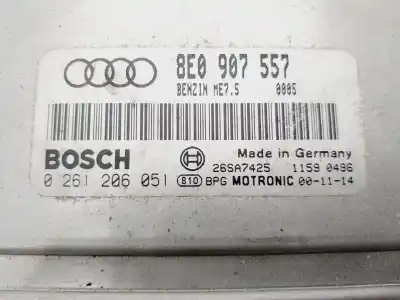 8E0 907 557
BENZIN ME7.5 0005
BOSCH
Made in Germany
26SA7425 1159 0496
0 261 206 051 810 BPG MOTRONIC 00-11-14